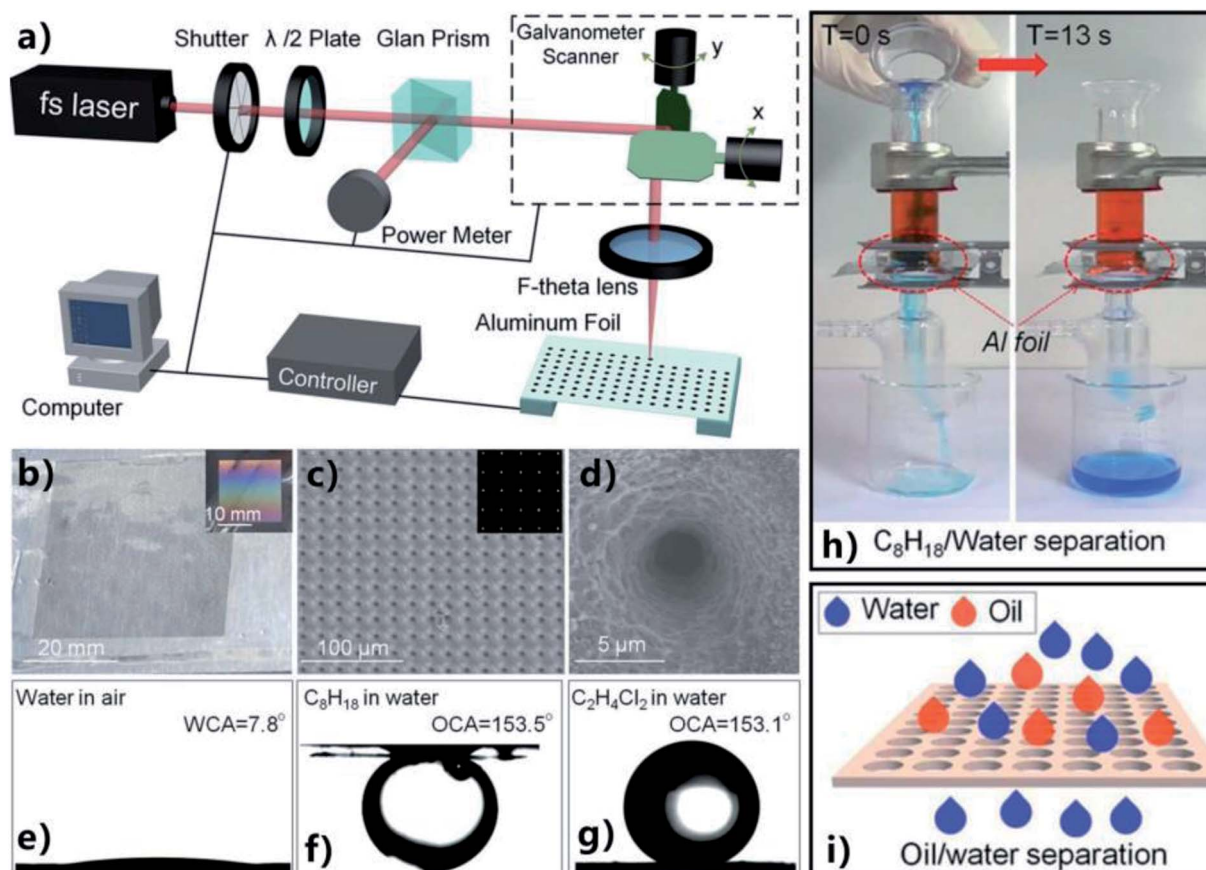 a)
Shutter λ /2 Plate Glan Prism
Galvanometer
Scanner
y
x
fs laser
Power Meter
F-theta lens
Aluminum Foil
Controller
Computer
b)
10 mm
20 mm
c)
100 µm
d)
5 µm
Water in air
WCA=7.8°
e)
C₈H₁₈ in water
OCA=153.5°
f)
C₂H₄Cl₂ in water
OCA=153.1°
g)
T=0 s
T=13 s
Al foil
h) C₈H₁₈/Water separation
Water Oil
i)
Oil/water separation